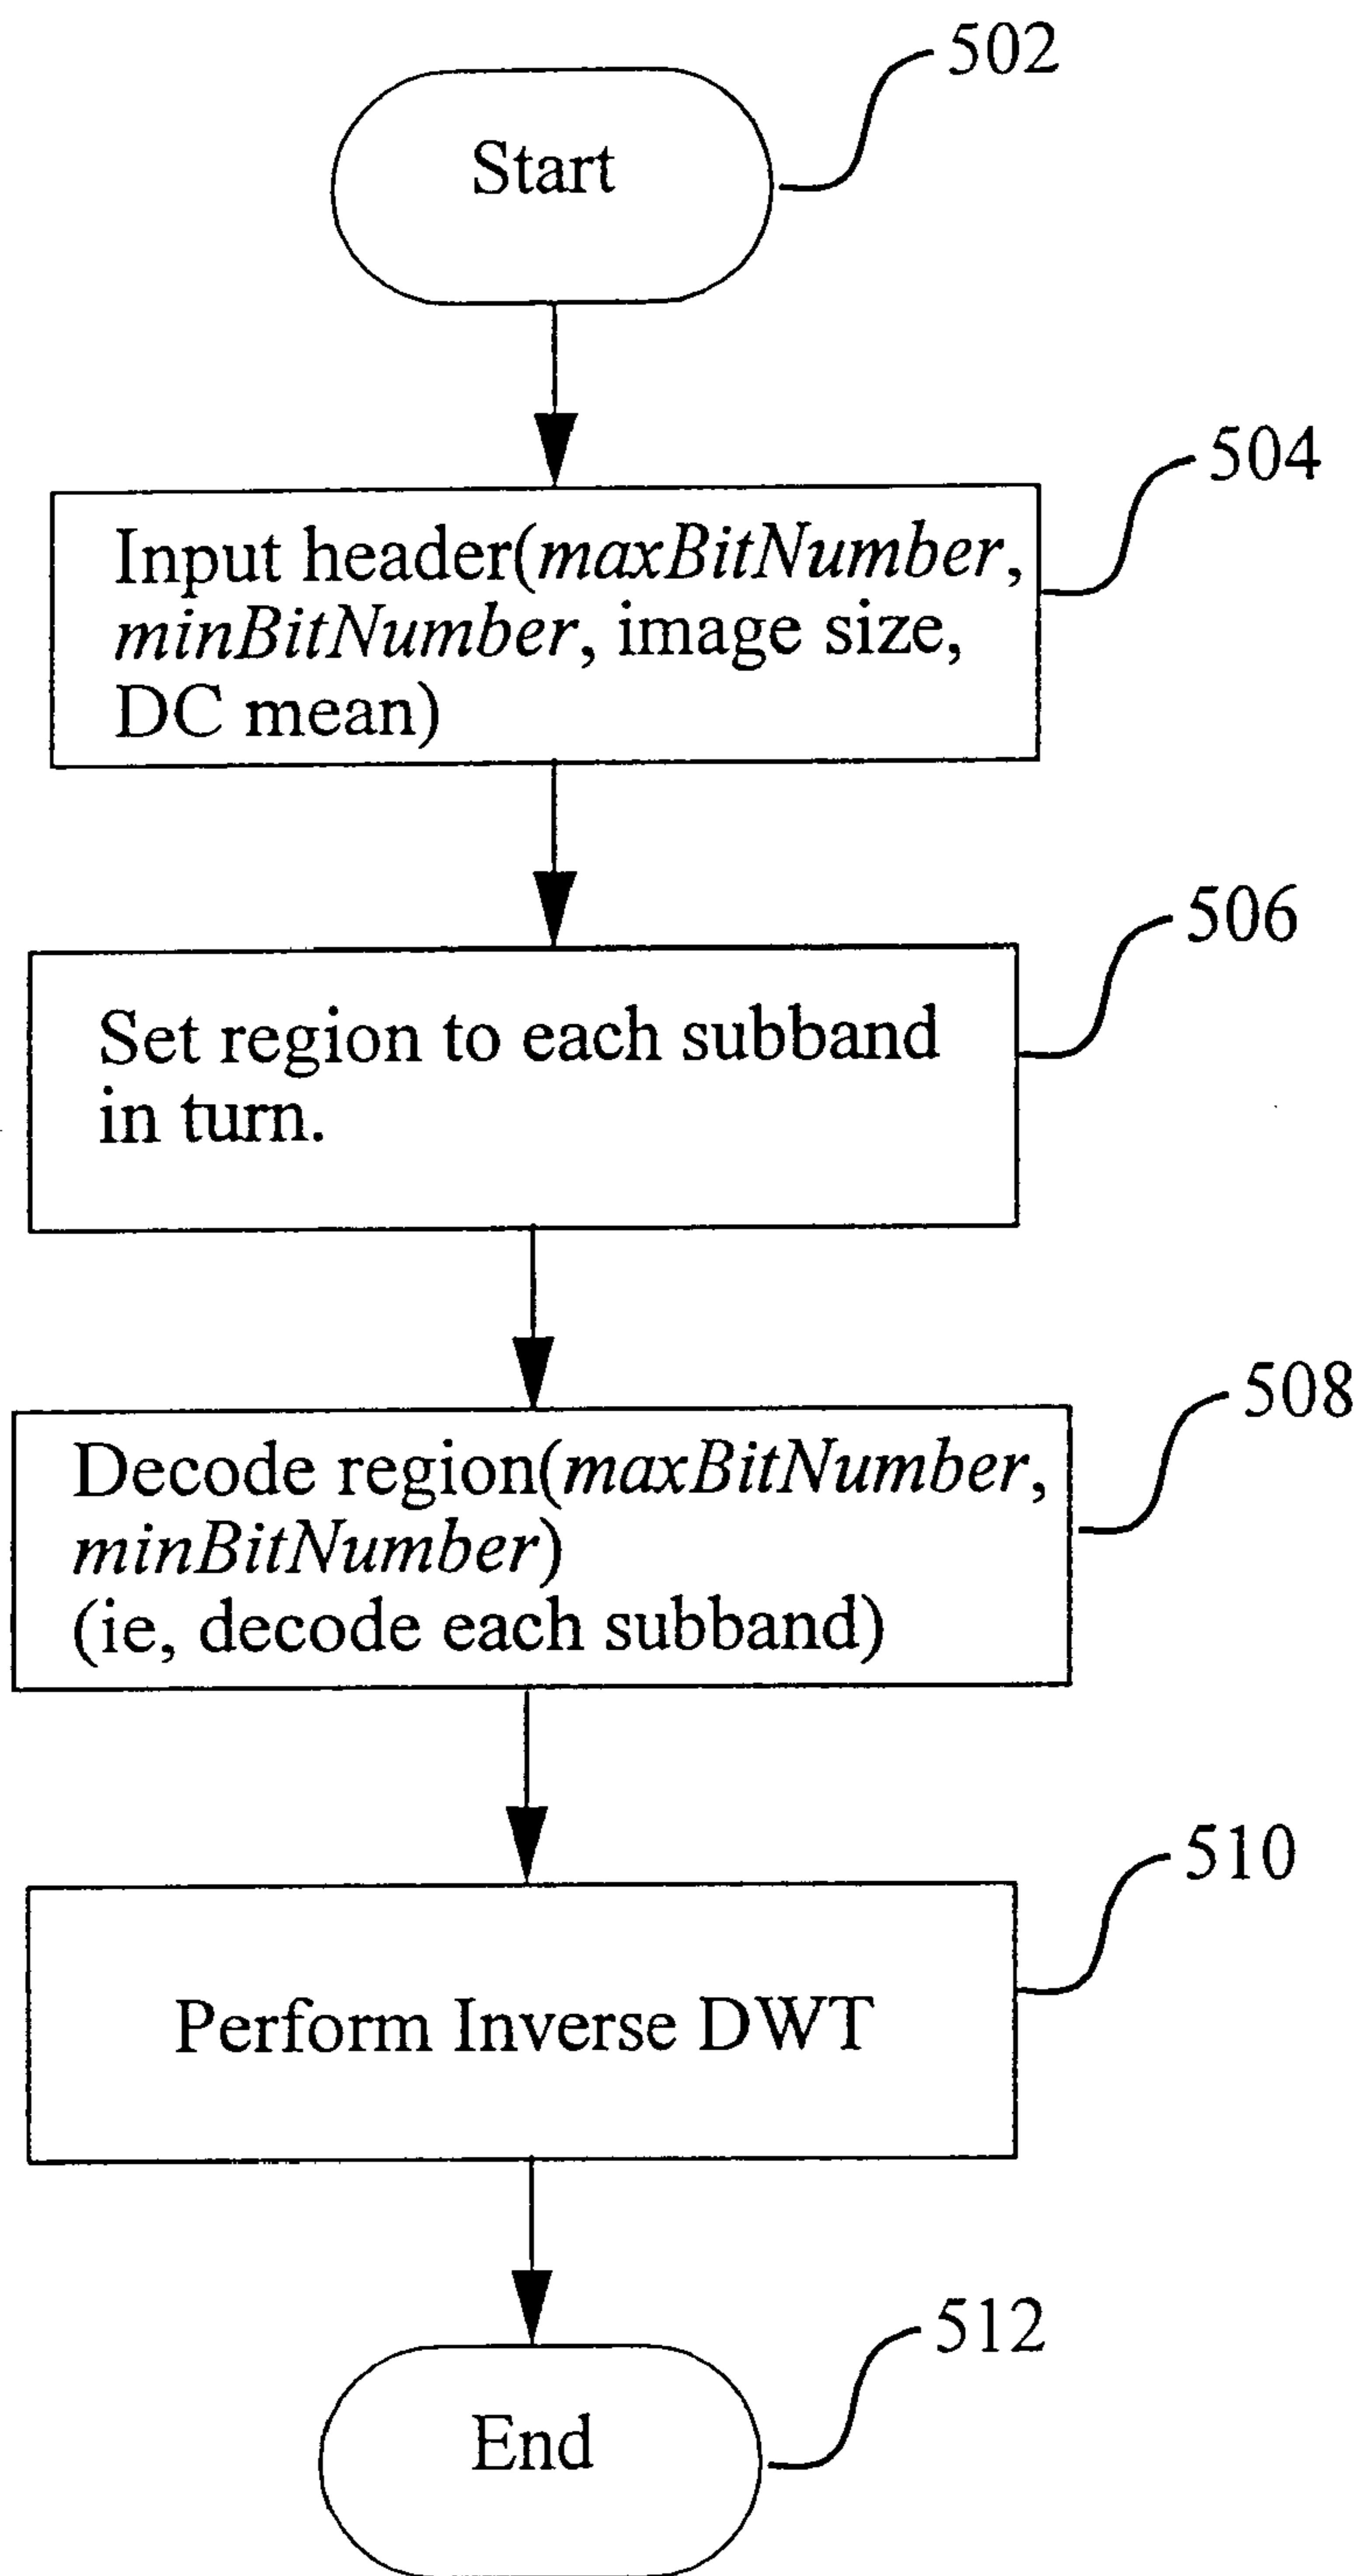 502
Start
504
Input header(maxBitNumber,
minBitNumber, image size,
DC mean)
506
Set region to each subband
in turn.
508
Decode region(maxBitNumber,
minBitNumber)
(ie, decode each subband)
510
Perform Inverse DWT
512
End